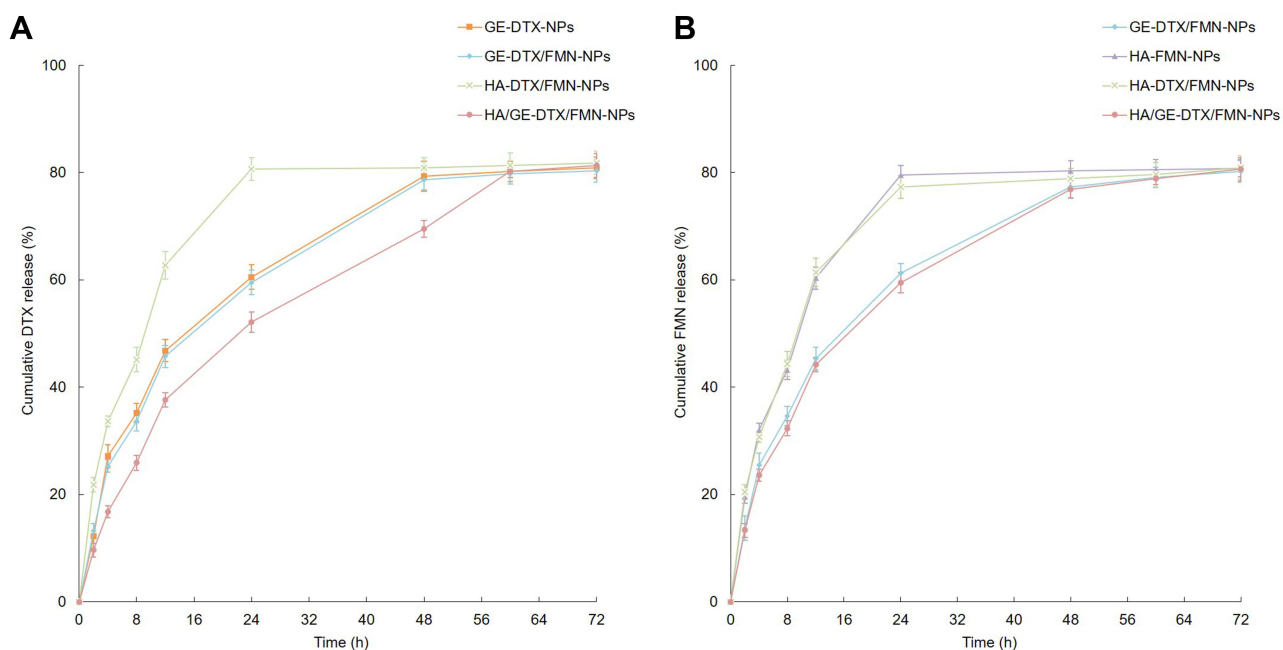 A
GE-DTX-NPs
GE-DTX/FMN-NPs
HA-DTX/FMN-NPs
HA/GE-DTX/FMN-NPs
100
80
60
40
20
0
Cumulative DTX release (%)
0 8 16 24 32 40 48 56 64 72
Time (h)
B
GE-DTX/FMN-NPs
HA-FMN-NPs
HA-DTX/FMN-NPs
HA/GE-DTX/FMN-NPs
100
80
60
40
20
0
Cumulative FMN release (%)
0 8 16 24 32 40 48 56 64 72
Time (h)